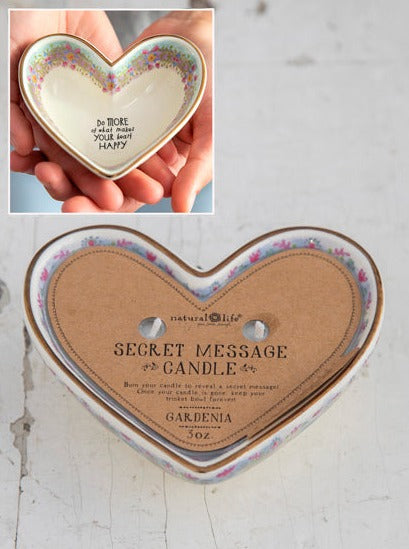 Do MORE
of what makes
YOUR heart
HAPPY
natural life®
SECRET MESSAGE
CANDLE
Burn your candle to reveal a secret message!
Once your candle is gone, keep your
trinket bowl forever!
GARDENIA
3oz.